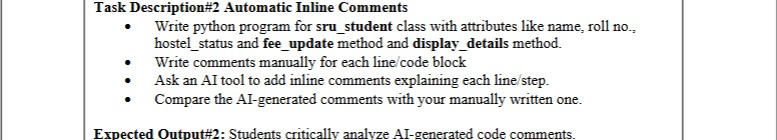 Task Description#2 Automatic Inline Comments
• Write python program for sru_student class with attributes like name, roll no.,
hostel_status and fee_update method and display_details method.
• Write comments manually for each line/code block
• Ask an AI tool to add inline comments explaining each line/step.
• Compare the AI-generated comments with your manually written one.
Expected Output#2: Students critically analyze AI-generated code comments.